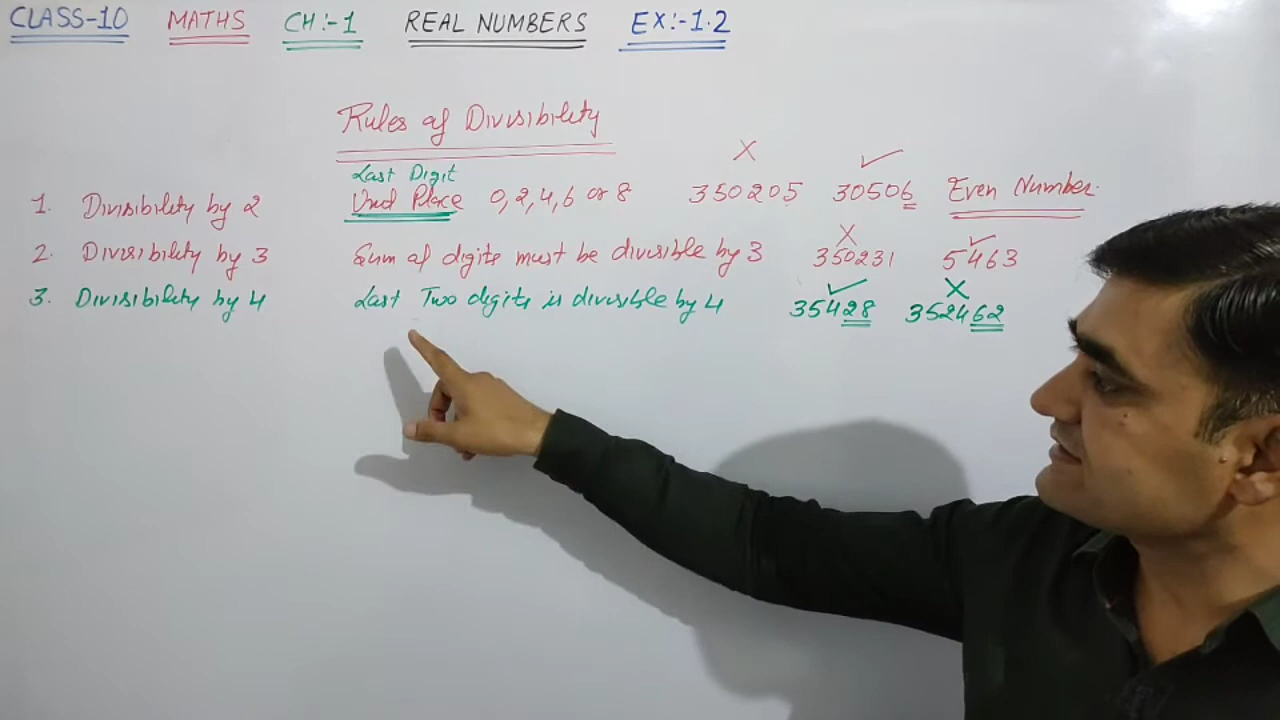 CLASS-10 MATHS CH:-1 REAL NUMBERS EX:-1.2
Rules of Divisibility
Last Digit
1. Divisibility by 2 Unit Place 0, 2, 4, 6 or 8 350205 X 30506 ✓ Even Number.
2. Divisibility by 3 Sum of digits must be divisible by 3 350231 X 5463 ✓
3. Divisibility by 4 Last Two digits is divisible by 4 35428 ✓ 352462 X